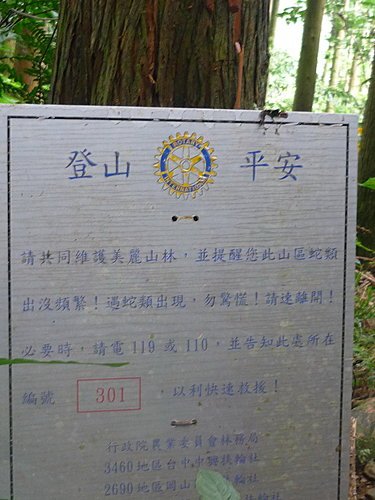 登山
ROTARY
INTERNATIONAL
平安
請共同維護美麗山林，並提醒您此山區蛇類
出沒頻繁！遇蛇類出現，勿驚慌！請速離開！
必要時，請電 119 或 110，並告知此處所在
編號 301 ，以利快速救援！
行政院農業委員會林務局
3460地區台中中興扶輪社
2690地區岡山
扶輪社